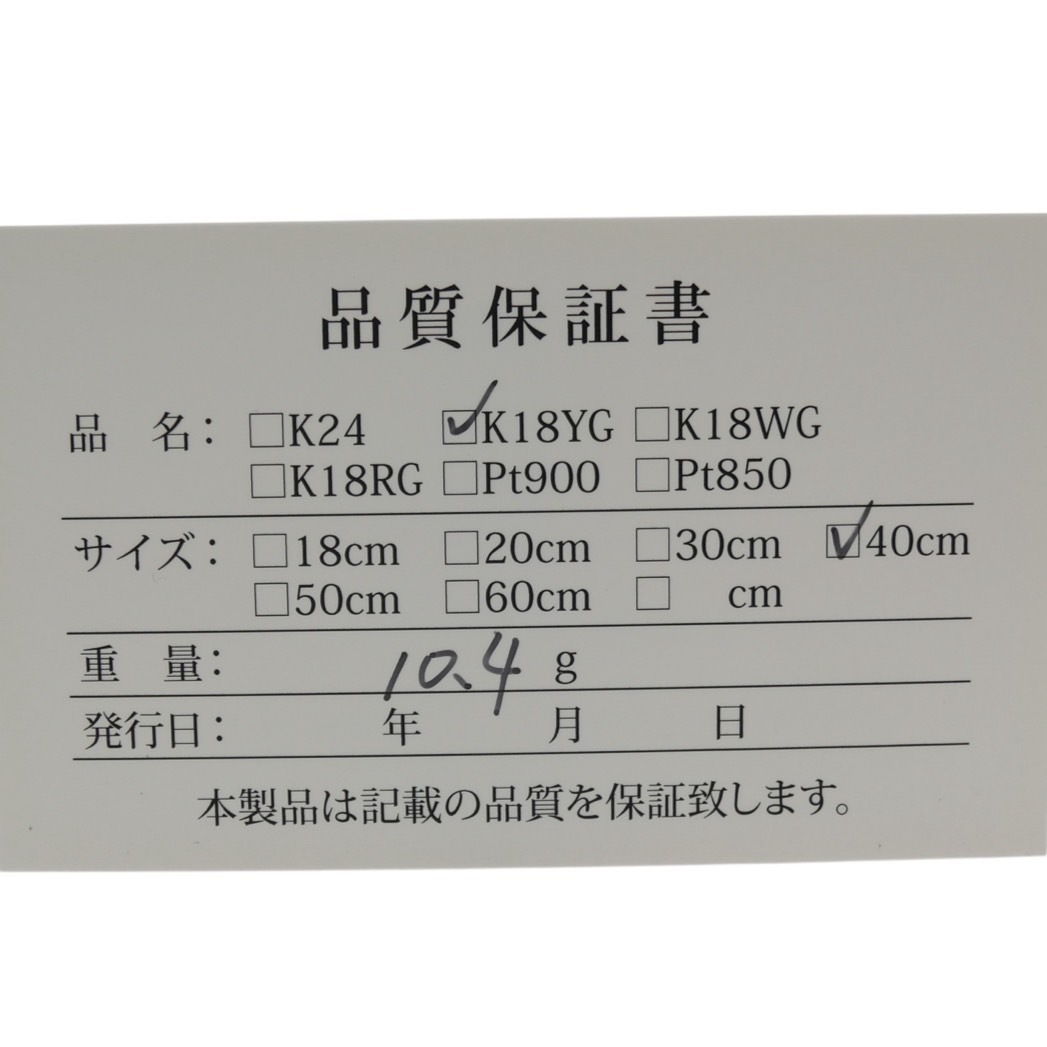 品質保証書
品 名： □K24 ☑K18YG □K18WG
□K18RG □Pt900 □Pt850
サイズ： □18cm □20cm □30cm ☑40cm
□50cm □60cm □ cm
重 量： 10.4 g
発行日： 年 月 日
本製品は記載の品質を保証致します。